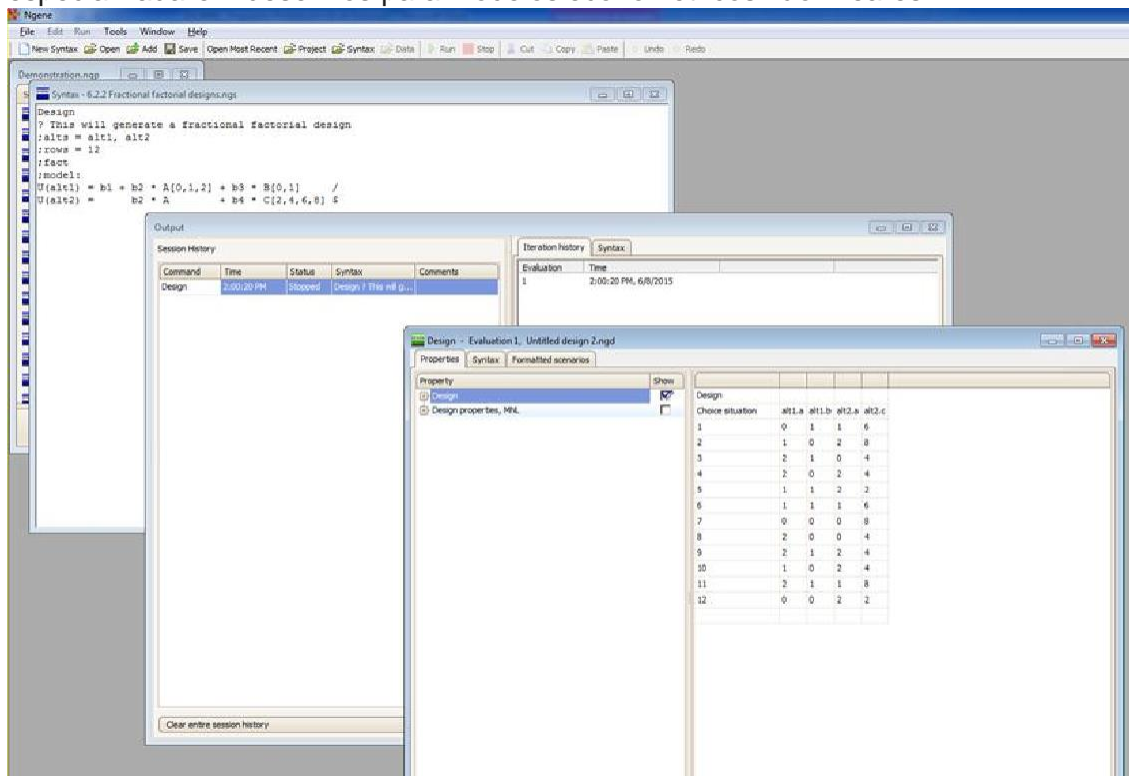 Ngene
File Edit Run Tools Window Help
New Syntax Open Add Save Open Most Recent Project Syntax Data Run Stop Cut Copy Paste Undo Redo
Demonstration.ngp
Syntax - 6.2.2 Fractional factorial designs.ngs
Design
? This will generate a fractional factorial design
;alts = alt1, alt2
;rows = 12
;fact
;model:
U(alt1) = b1 + b2 * A[0,1,2] + b3 * B[0,1] /
U(alt2) = b2 * A + b4 * C[2,4,6,8] $
Output
Session History
Command Time Status Syntax Comments
Design 2:00:20 PM Stopped Design ? This will g...
Iteration history Syntax
Evaluation Time
1 2:00:20 PM, 6/8/2015
Design - Evaluation 1, Untitled design 2.ngd
Properties Syntax Formatted scenarios
Property Show
Design
Design properties, MNL
Design
Choice situation alt1.a alt1.b alt2.a alt2.c
1 0 1 1 6
2 1 0 2 8
3 2 1 0 4
4 2 0 2 4
5 1 1 2 2
6 1 1 1 6
7 0 0 0 8
8 2 0 0 4
9 2 1 2 4
10 1 0 2 4
11 2 1 1 8
12 0 0 2 2
Clear entire session history